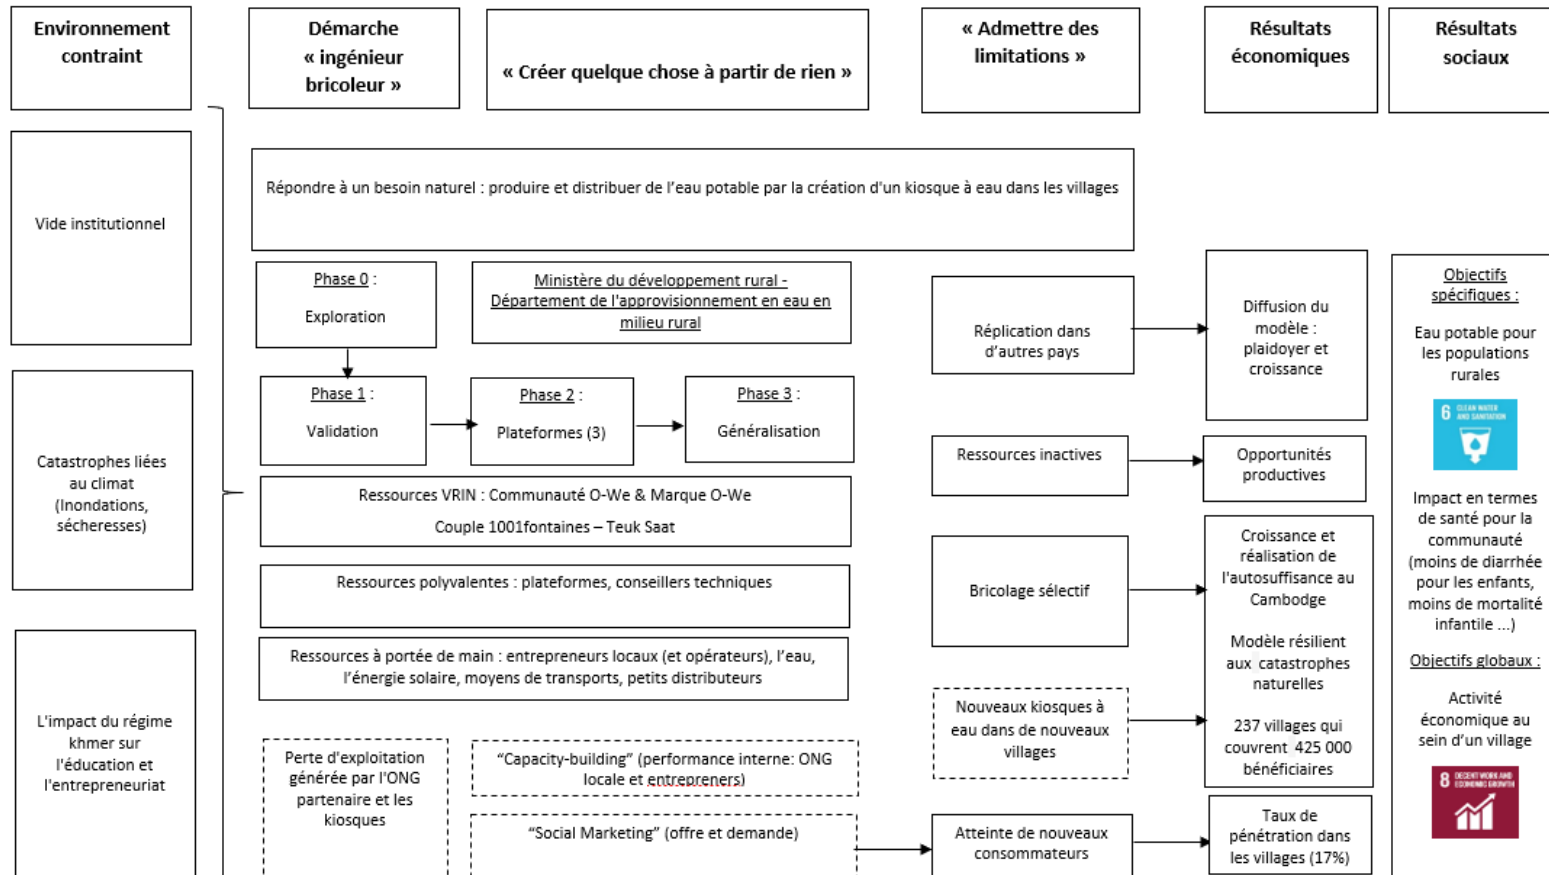 Environnement
contraint
Démarche
« ingénieur
bricoleur »
« Créer quelque chose à partir de rien »
« Admettre des
limitations »
Résultats
économiques
Résultats
sociaux
Vide institutionnel
Catastrophes liées
au climat
(Inondations,
sécheresses)
L'impact du régime
khmer sur
l'éducation et
l'entrepreneuriat
Répondre à un besoin naturel : produire et distribuer de l'eau potable par la création d'un kiosque à eau dans les villages
Phase 0 :
Exploration
Ministère du développement rural -
Département de l'approvisionnement en eau en
milieu rural
Phase 1 :
Validation
Phase 2 :
Plateformes (3)
Phase 3 :
Généralisation
Ressources VRIN : Communauté O-We & Marque O-We
Couple 1001fontaines – Teuk Saat
Ressources polyvalentes : plateformes, conseillers techniques
Ressources à portée de main : entrepreneurs locaux (et opérateurs), l'eau,
l'énergie solaire, moyens de transports, petits distributeurs
Perte d'exploitation
générée par l'ONG
partenaire et les
kiosques
"Capacity-building" (performance interne: ONG
locale et entrepreners)
"Social Marketing" (offre et demande)
Réplication dans
d'autres pays
Ressources inactives
Bricolage sélectif
Nouveaux kiosques à
eau dans de nouveaux
villages
Atteinte de nouveaux
consommateurs
Diffusion du
modèle :
plaidoyer et
croissance
Opportunités
productives
Croissance et
réalisation de
l'autosuffisance au
Cambodge
Modèle résilient
aux catastrophes
naturelles
237 villages qui
couvrent 425 000
bénéficiaires
Taux de
pénétration dans
les villages (17%)
Objectifs
spécifiques :
Eau potable pour
les populations
rurales
6 CLEAN WATER
AND SANITATION
Impact en termes
de santé pour la
communauté
(moins de diarrhée
pour les enfants,
moins de mortalité
infantile ...)
Objectifs globaux :
Activité
économique au
sein d'un village
8 DECENT WORK AND
ECONOMIC GROWTH